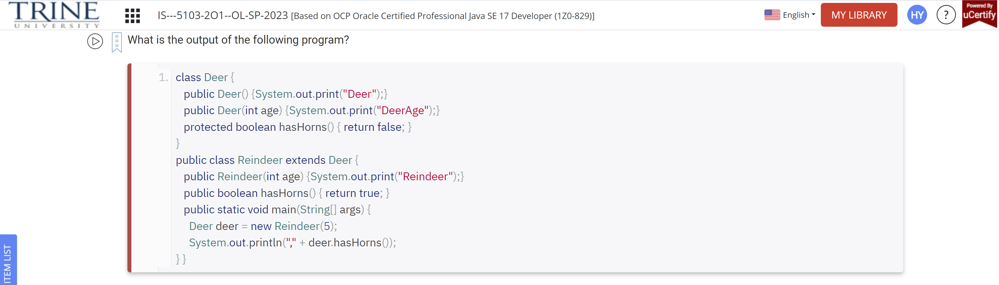 TRINE
UNIVERSITY
IS---5103-2O1--OL-SP-2023 [Based on OCP Oracle Certified Professional Java SE 17 Developer (1Z0-829)]
English
MY LIBRARY
HY
?
Powered By
uCertify
What is the output of the following program?
1. class Deer {
public Deer() {System.out.print("Deer");}
public Deer(int age) {System.out.print("DeerAge");}
protected boolean hasHorns() { return false; }
}
public class Reindeer extends Deer {
public Reindeer(int age) {System.out.print("Reindeer");}
public boolean hasHorns() { return true; }
public static void main(String[] args) {
Deer deer = new Reindeer(5);
System.out.println("," + deer.hasHorns());
} }
ITEM LIST